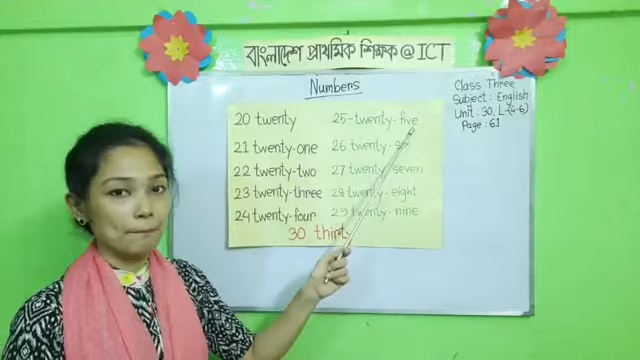 বাংলাদেশ প্রাথমিক শিক্ষক @ ICT
Numbers
Class Three
Subject : English
Unit : 30, L-(4-6)
Page : 61
20 twenty
21 twenty-one
22 twenty-two
23 twenty-three
24 twenty-four
25-twenty-five
26 twenty-six
27 twenty-seven
28 twenty-eight
29 twenty-nine
30 thirty